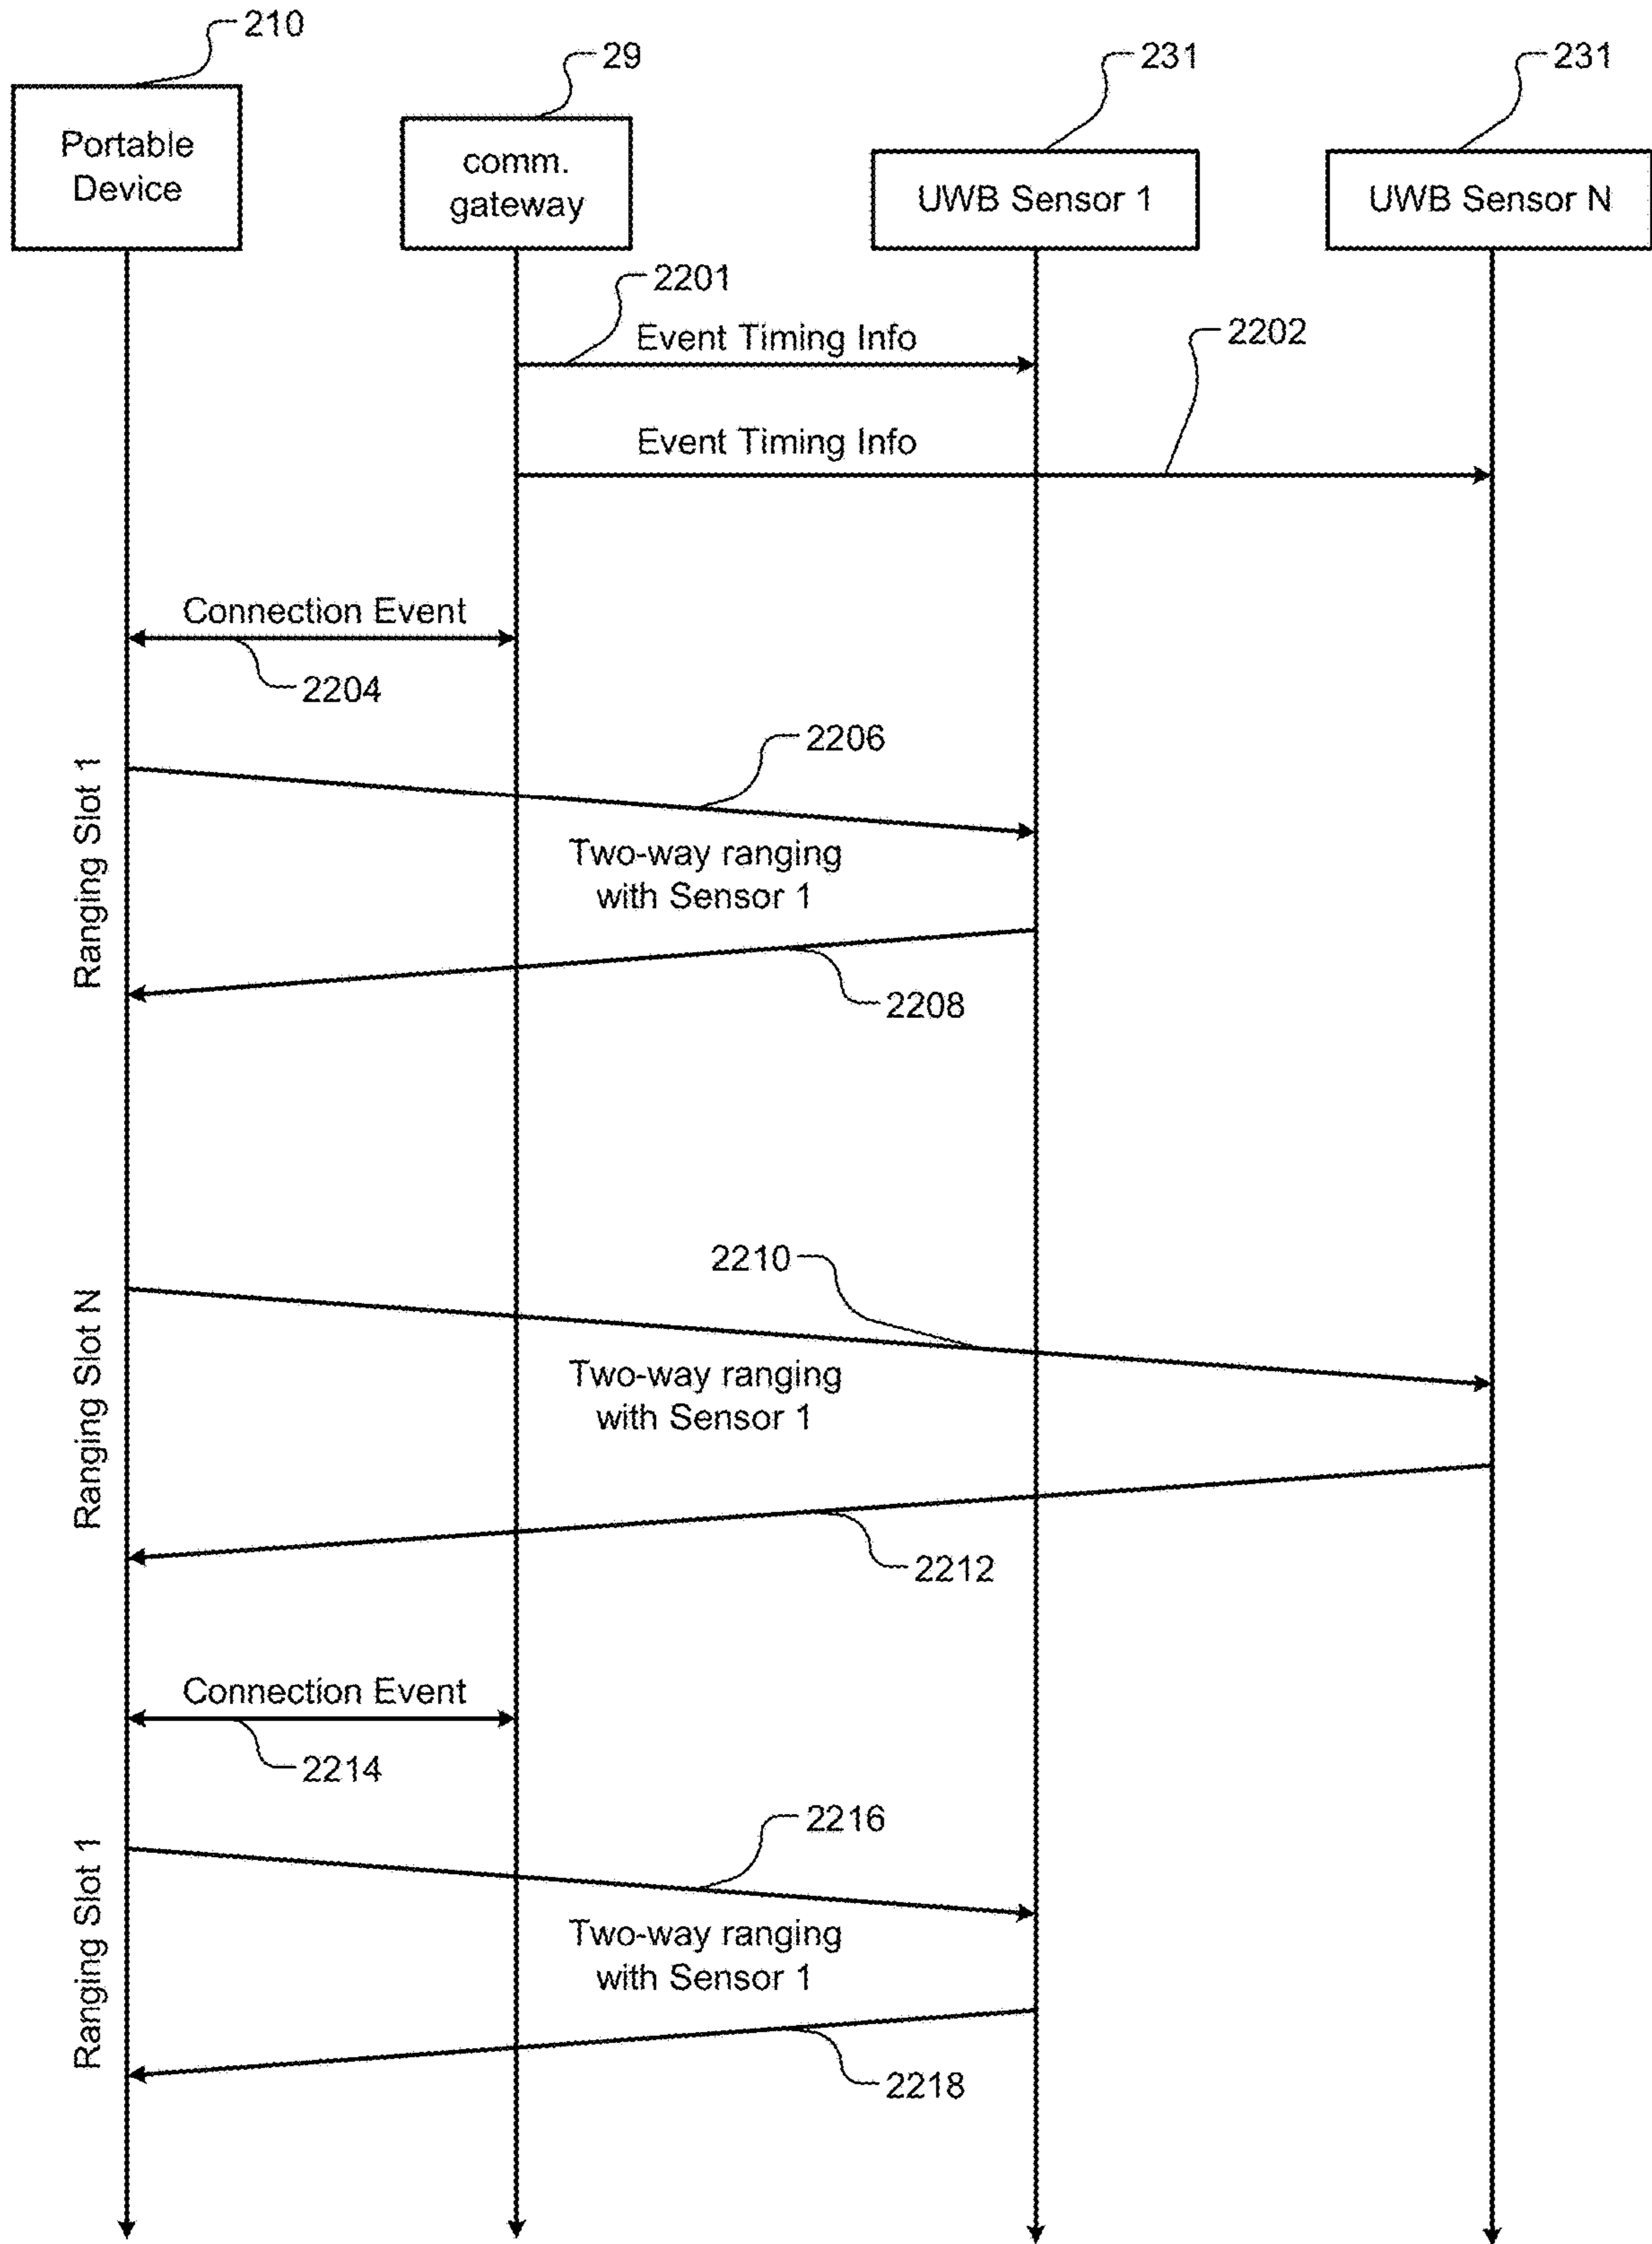 210
29
231
231
Portable
Device
comm.
gateway
UWB Sensor 1
UWB Sensor N
2201
Event Timing Info
2202
Event Timing Info
Connection Event
2204
Ranging Slot 1
2206
Two-way ranging
with Sensor 1
2208
Ranging Slot N
2210
Two-way ranging
with Sensor 1
2212
Connection Event
2214
Ranging Slot 1
2216
Two-way ranging
with Sensor 1
2218